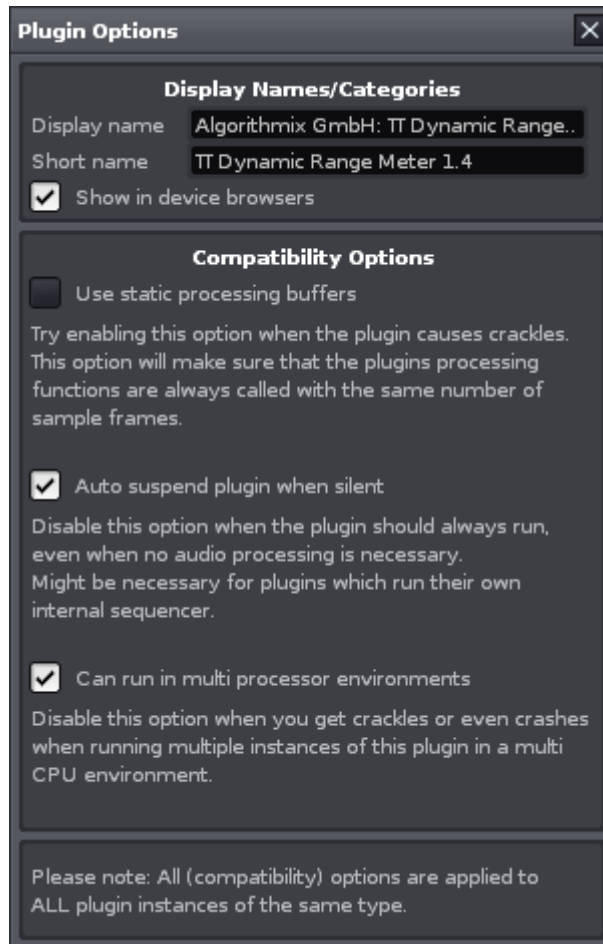 Plugin Options
Display Names/Categories
Display name Algorithmix GmbH: TT Dynamic Range..
Short name TT Dynamic Range Meter 1.4
Show in device browsers
Compatibility Options
Use static processing buffers
Try enabling this option when the plugin causes crackles.
This option will make sure that the plugins processing
functions are always called with the same number of
sample frames.
Auto suspend plugin when silent
Disable this option when the plugin should always run,
even when no audio processing is necessary.
Might be necessary for plugins which run their own
internal sequencer.
Can run in multi processor environments
Disable this option when you get crackles or even crashes
when running multiple instances of this plugin in a multi
CPU environment.
Please note: All (compatibility) options are applied to
ALL plugin instances of the same type.